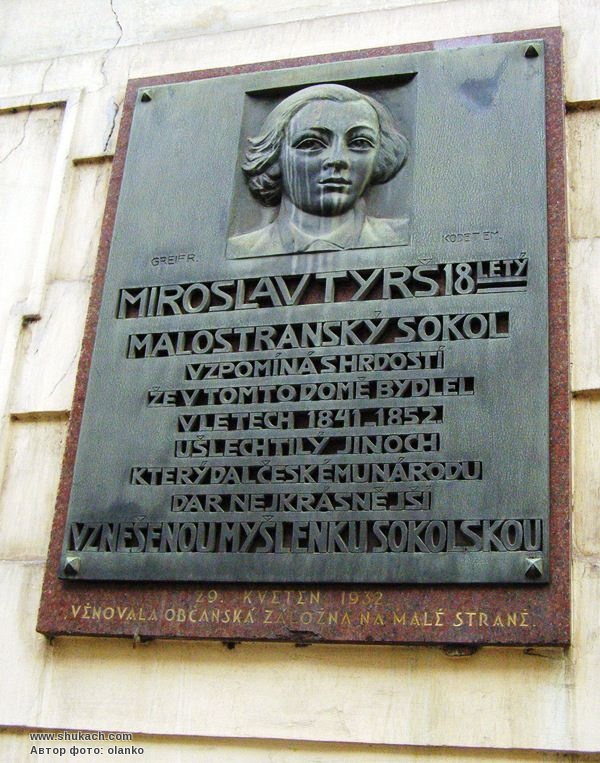 GREIF R.
KODET EM.
MIROSLAV TYRŠ 18 LETÝ
MALOSTRANSKÝ SOKOL
VZPOMÍNÁ S HRDOSTÍ
ŽE V TOMTO DOMĚ BYDLEL
V LETECH 1841-1852.
UŠLECHTILÝ JINOCH
KTERÝ DAL ČESKÉMU NÁRODU
DAR NEJKRÁSNĚJŠÍ
VZNEŠENOU MYŠLENKU SOKOLSKOU
29. KVĚTEN 1932.
VĚNOVALA OBČANSKÁ ZÁLOŽNA NA MALÉ STRANĚ.
www.shukach.com
Автор фото: olanko